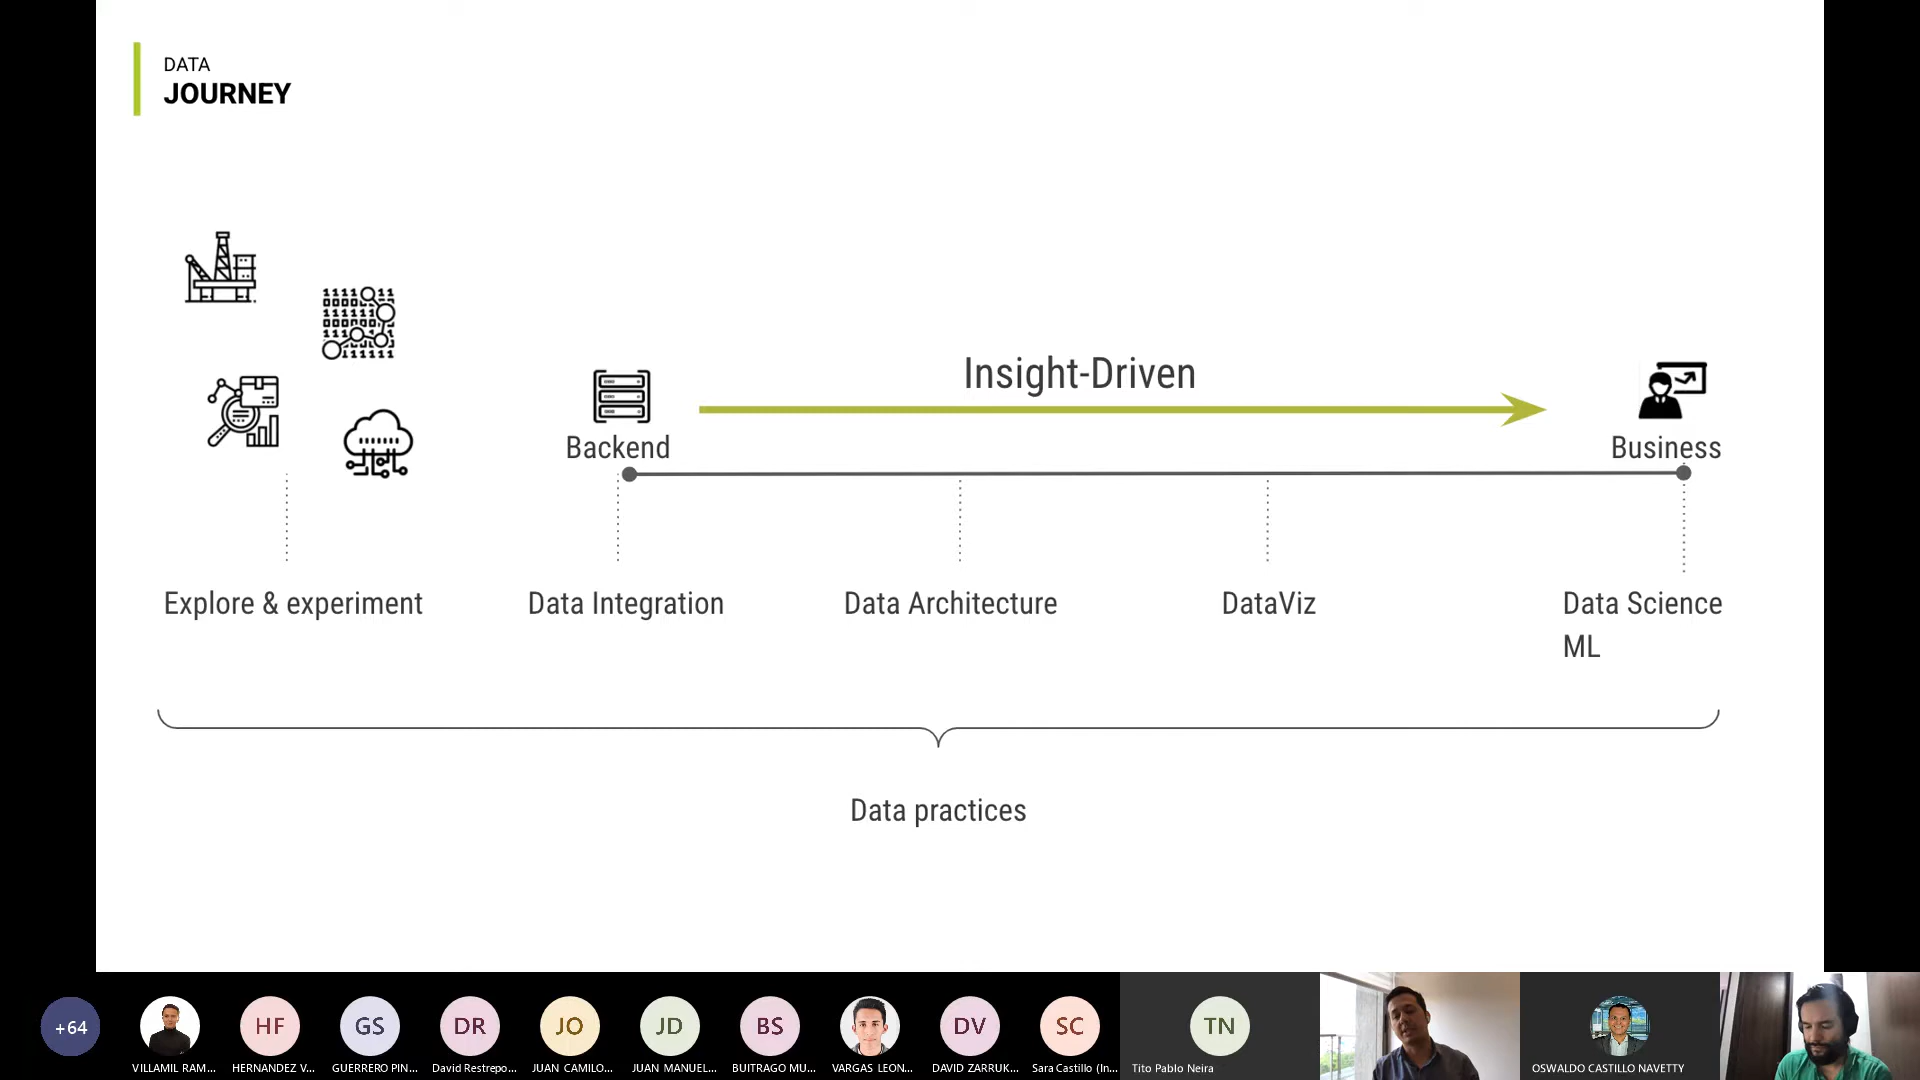 DATA
JOURNEY
Insight-Driven
Backend
Business
Explore & experiment
Data Integration
Data Architecture
DataViz
Data Science
ML
Data practices
+64
HF
GS
DR
JO
JD
BS
DV
SC
TN
VILLAMIL RAM...
HERNANDEZ V...
GUERRERO PIN...
David Restrepo...
JUAN CAMILO...
JUAN MANUEL...
BUITRAGO MU...
VARGAS LEON...
DAVID ZARRUK...
Sara Castillo (In...
Tito Pablo Neira
OSWALDO CASTILLO NAVETTY